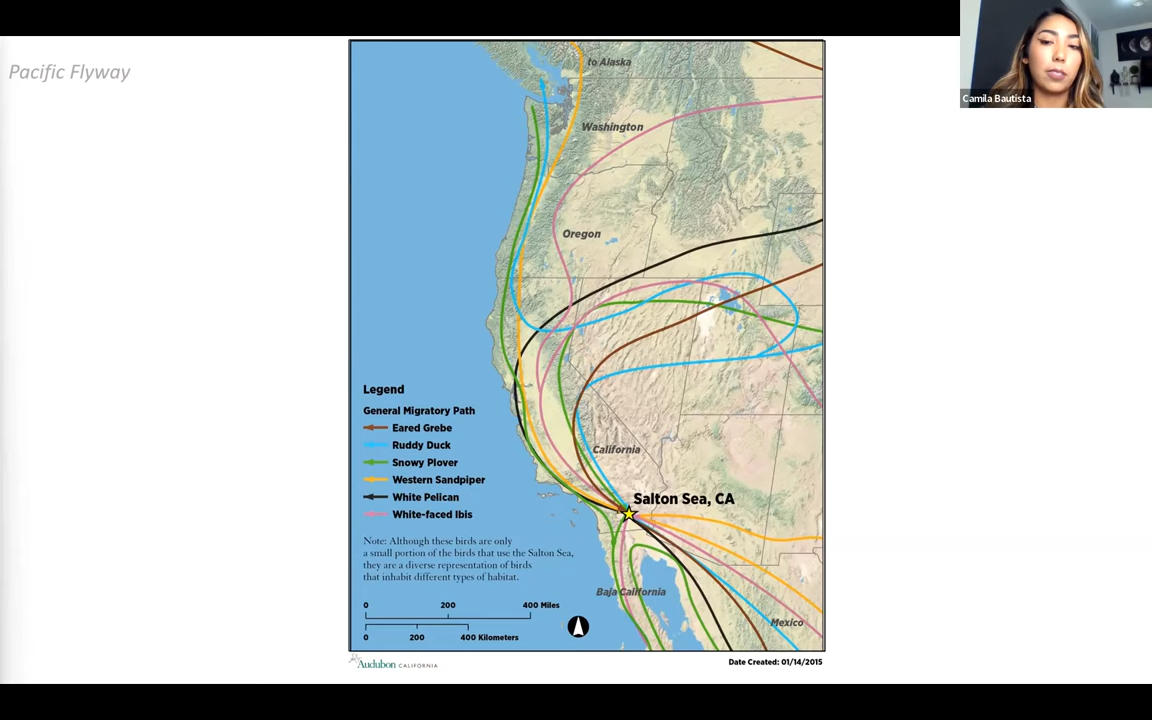 Pacific Flyway
Camila Bautista
to Alaska
Washington
Oregon
California
Salton Sea, CA
Baja California
Mexico
Legend
General Migratory Path
Eared Grebe
Ruddy Duck
Snowy Plover
Western Sandpiper
White Pelican
White-faced Ibis
Note: Although these birds are only
a small portion of the birds that use the Salton Sea,
they are a diverse representation of birds
that inhabit different types of habitat.
0 200 400 Miles
0 200 400 Kilometers
Audubon CALIFORNIA
Date Created: 01/14/2015